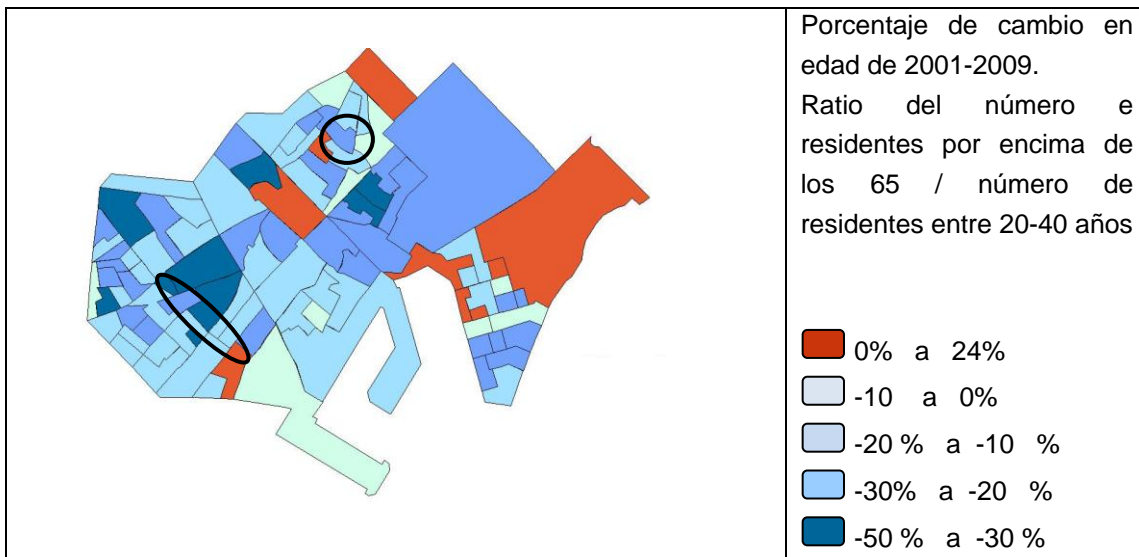 Porcentaje de cambio en
edad de 2001-2009.
Ratio del número e
residentes por encima de
los 65 / número de
residentes entre 20-40 años
0% a 24%
-10 a 0%
-20 % a -10 %
-30% a -20 %
-50 % a -30 %